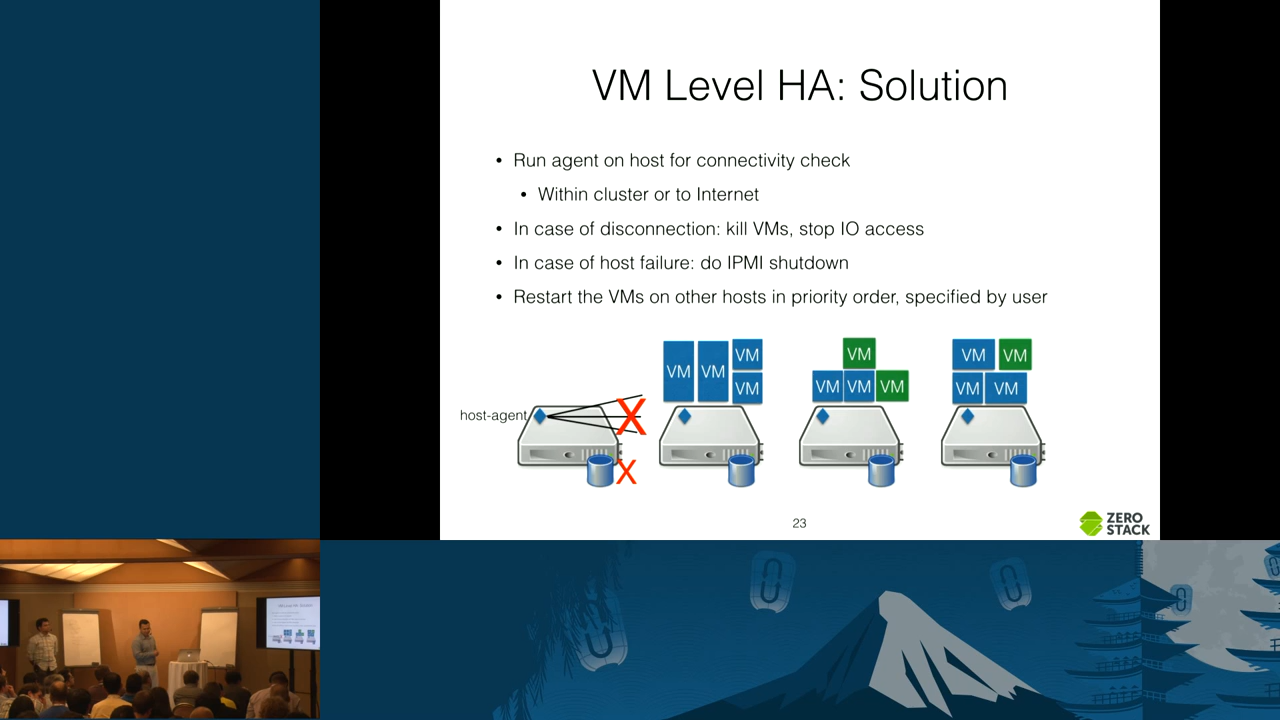 VM Level HA: Solution
• Run agent on host for connectivity check
• Within cluster or to Internet
• In case of disconnection: kill VMs, stop IO access
• In case of host failure: do IPMI shutdown
• Restart the VMs on other hosts in priority order, specified by user
VM VM VM VM
VM VM VM VM
VM VM VM VM
host-agent
X
X
23
ZERO
STACK